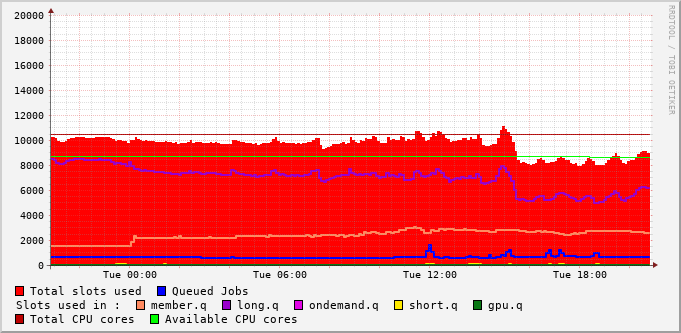 RRDTOOL / TOBI OETIKER
20000
18000
16000
14000
12000
10000
8000
6000
4000
2000
0
Tue 00:00 Tue 06:00 Tue 12:00 Tue 18:00
Total slots used Queued Jobs
Slots used in : member.q long.q ondemand.q short.q gpu.q
Total CPU cores Available CPU cores